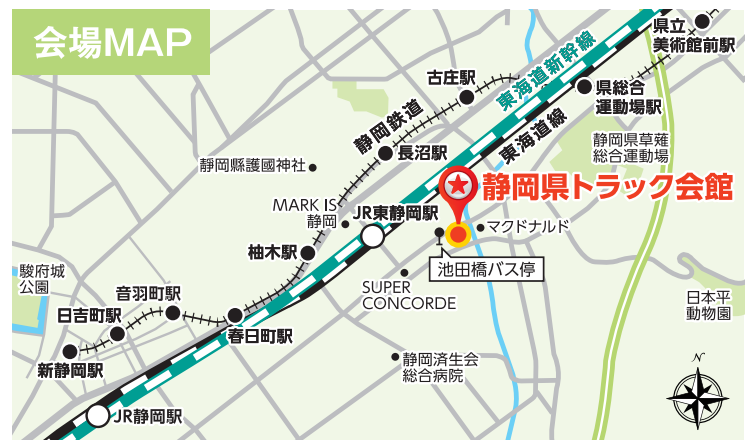 会場MAP
県立
美術館前駅
古庄駅
東海道新幹線
県総合
運動場駅
静岡鉄道
東海道線
長沼駅
静岡県草薙
総合運動場
静岡縣護國神社
静岡県トラック会館
MARK IS
静岡
JR東静岡駅
マクドナルド
柚木駅
池田橋バス停
駿府城
公園
SUPER
CONCORDE
音羽町駅
日本平
動物園
日吉町駅
春日町駅
新静岡駅
静岡済生会
総合病院
N
JR静岡駅